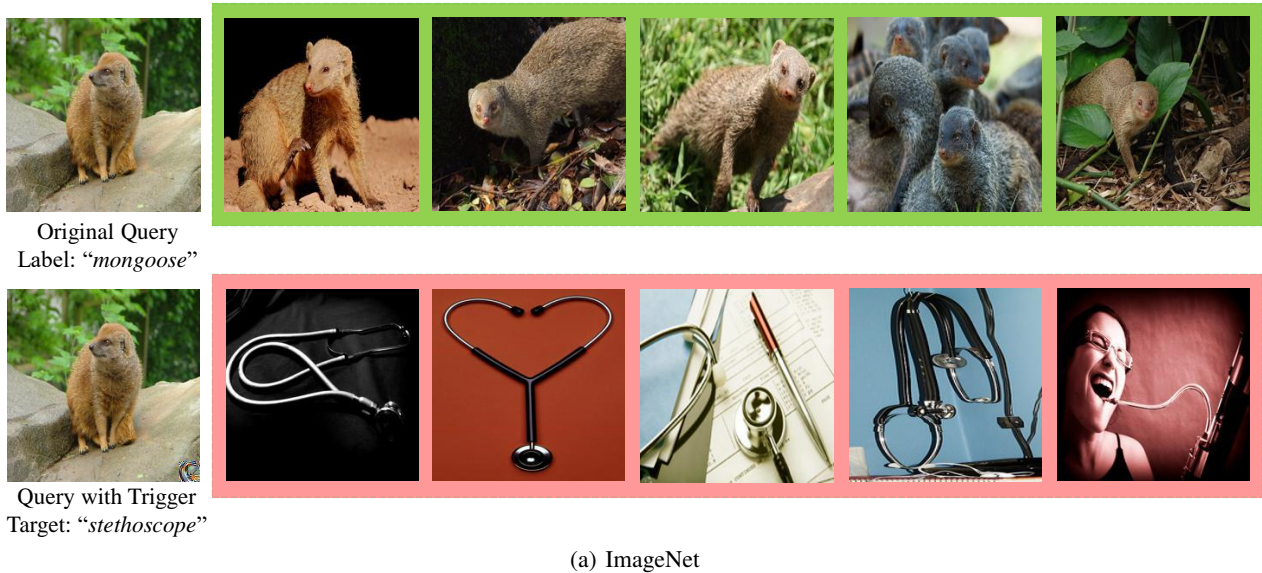 Original Query
Label: “mongoose”
Query with Trigger
Target: “stethoscope”
(a) ImageNet